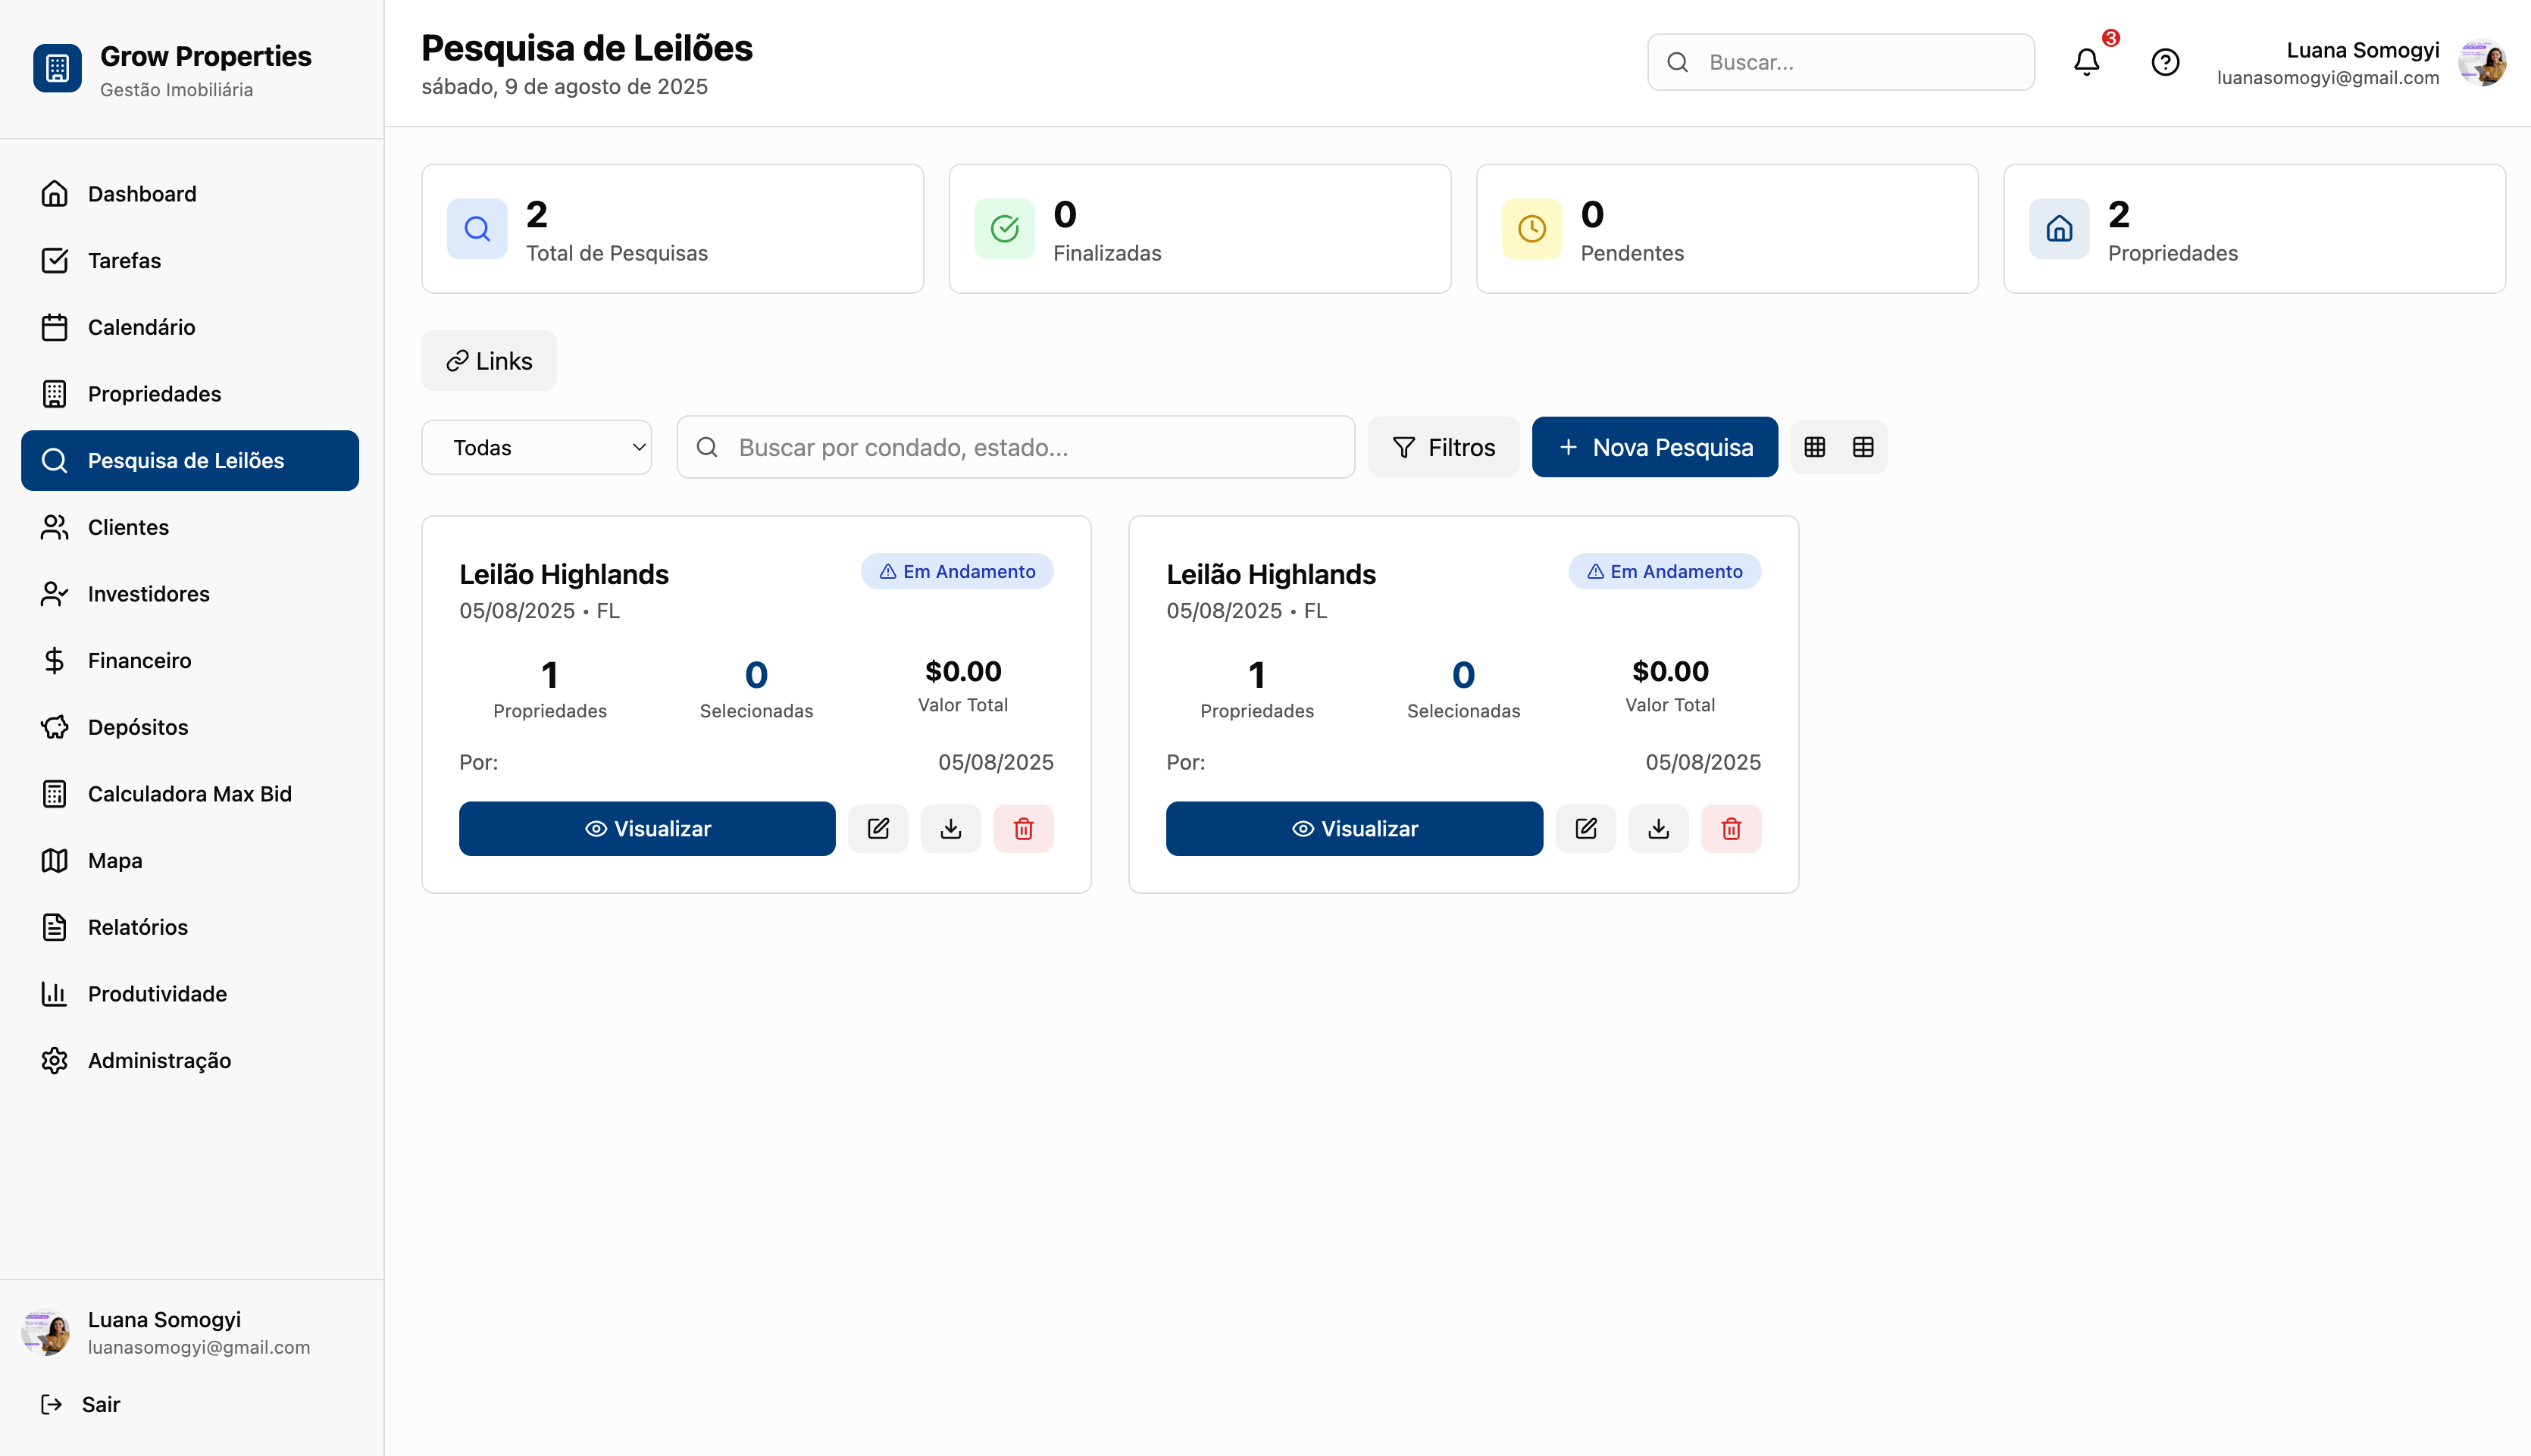 Grow Properties
Gestão Imobiliária
Dashboard
Tarefas
Calendário
Propriedades
Pesquisa de Leilões
Clientes
Investidores
Financeiro
Depósitos
Calculadora Max Bid
Mapa
Relatórios
Produtividade
Administração
Luana Somogyi
luanasomogyi@gmail.com
Sair
Pesquisa de Leilões
sábado, 9 de agosto de 2025
Buscar...
3
Luana Somogyi
luanasomogyi@gmail.com
2
Total de Pesquisas
0
Finalizadas
0
Pendentes
2
Propriedades
Links
Todas
Buscar por condado, estado...
Filtros
+ Nova Pesquisa
Leilão Highlands
Em Andamento
05/08/2025 • FL
1
Propriedades
0
Selecionadas
$0.00
Valor Total
Por:
05/08/2025
Visualizar
Leilão Highlands
Em Andamento
05/08/2025 • FL
1
Propriedades
0
Selecionadas
$0.00
Valor Total
Por:
05/08/2025
Visualizar